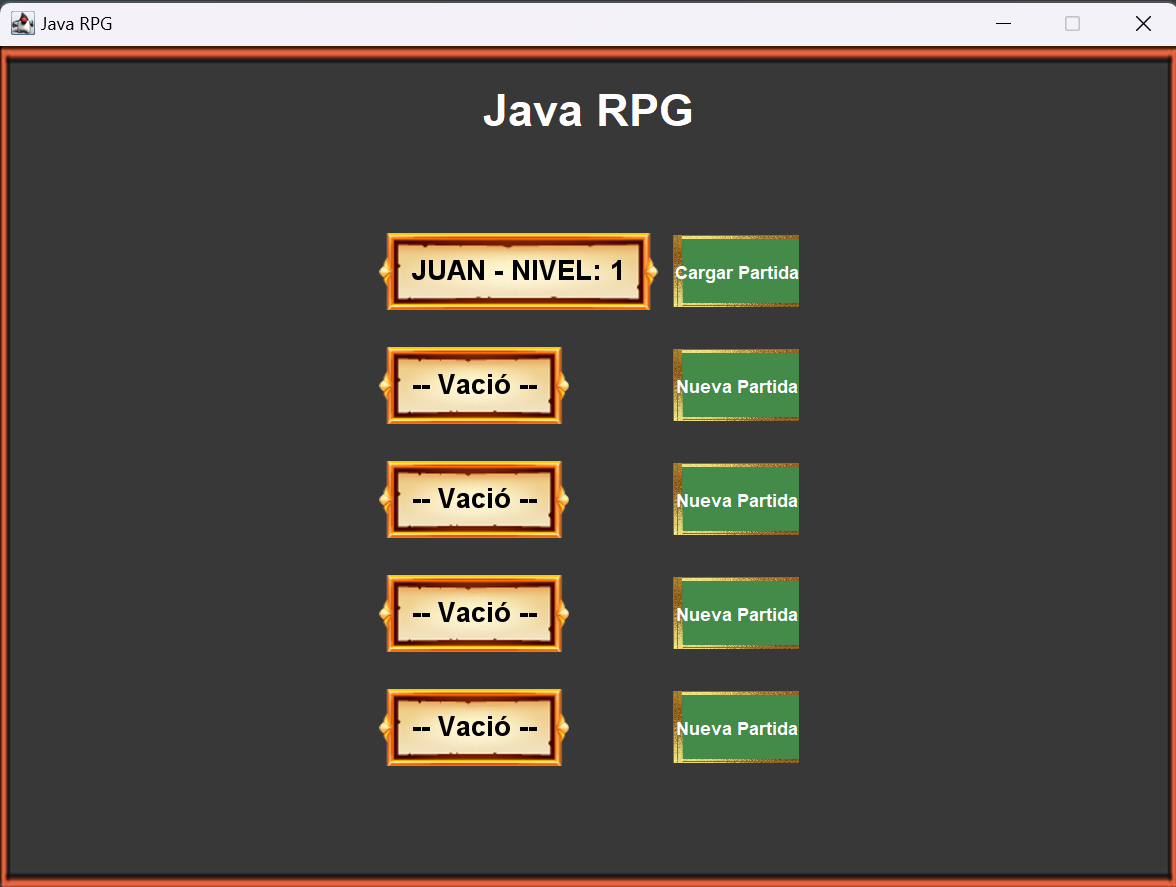 Java RPG
Java RPG
JUAN - NIVEL: 1
Cargar Partida
-- Vació --
Nueva Partida
-- Vació --
Nueva Partida
-- Vació --
Nueva Partida
-- Vació --
Nueva Partida